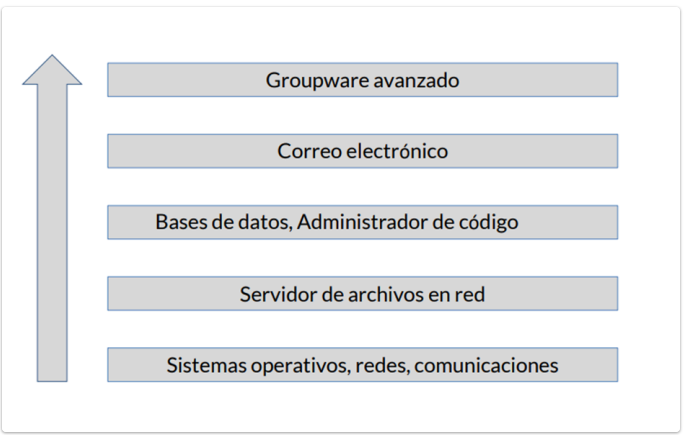 Groupware avanzado
Correo electrónico
Bases de datos, Administrador de código
Servidor de archivos en red
Sistemas operativos, redes, comunicaciones